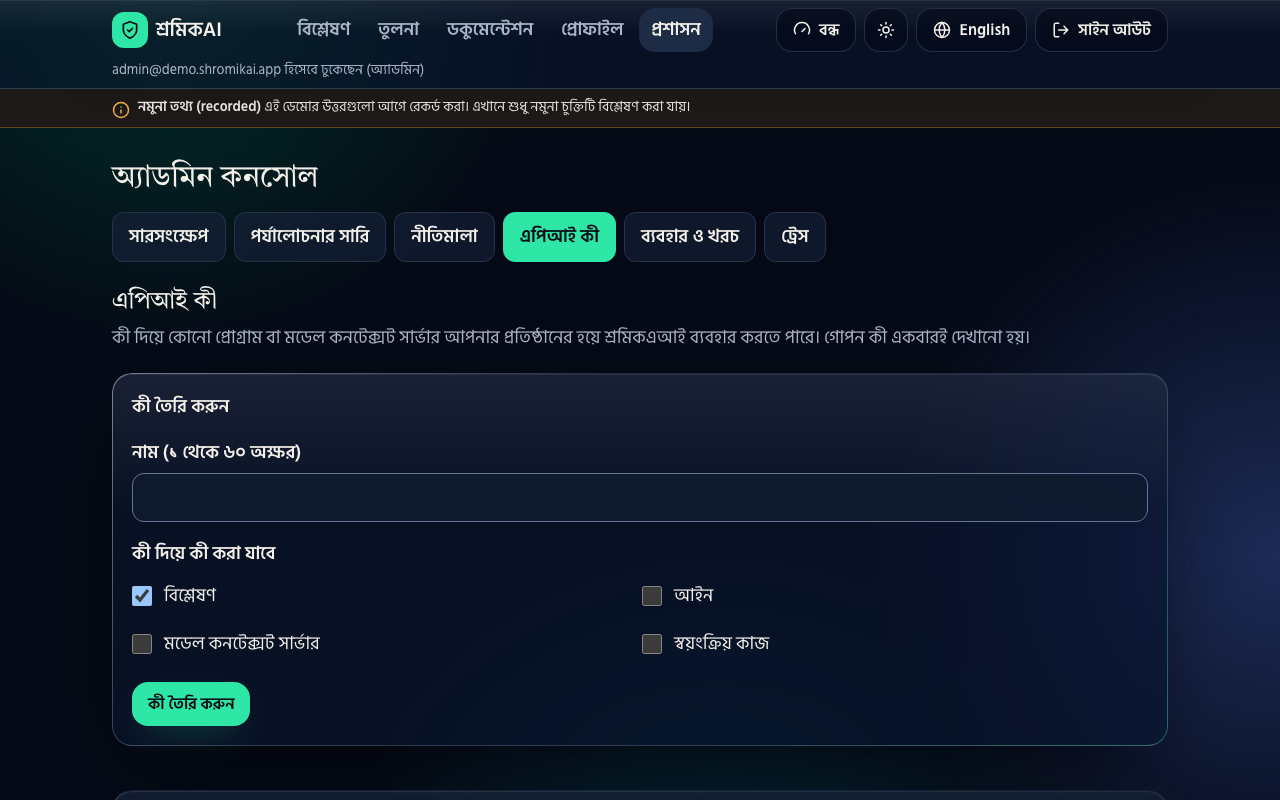 শ্রমিকAI
বিশ্লেষণ
তুলনা
ডকুমেন্টেশন
প্রোফাইল
প্রশাসন
বন্ধ
English
সাইন আউট
admin@demo.shromikai.app হিসেবে ঢুকেছেন (অ্যাডমিন)
নমুনা তথ্য (recorded) এই ডেমোর উত্তরগুলো আগে রেকর্ড করা। এখানে শুধু নমুনা চুক্তিটি বিশ্লেষণ করা যায়।
অ্যাডমিন কনসোল
সারসংক্ষেপ
পর্যালোচনার সারি
নীতিমালা
এপিআই কী
ব্যবহার ও খরচ
ট্রেস
এপিআই কী
কী দিয়ে কোনো প্রোগ্রাম বা মডেল কনটেক্সট সার্ভার আপনার প্রতিষ্ঠানের হয়ে শ্রমিকএআই ব্যবহার করতে পারে। গোপন কী একবারই দেখানো হয়।
কী তৈরি করুন
নাম (১ থেকে ৬০ অক্ষর)
কী দিয়ে কী করা যাবে
বিশ্লেষণ
আইন
মডেল কনটেক্সট সার্ভার
স্বয়ংক্রিয় কাজ
কী তৈরি করুন